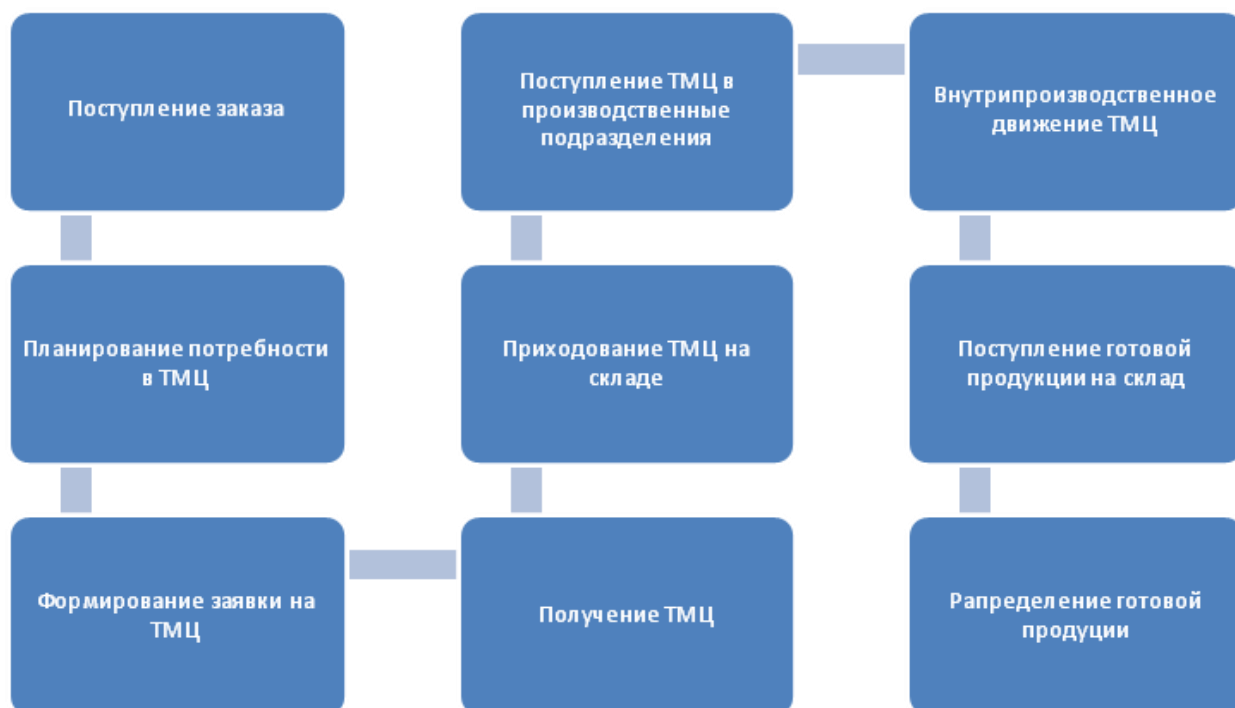 Поступление заказа
Планирование потребности
в ТМЦ
Формирование заявки на
ТМЦ
Получение ТМЦ
Приходование ТМЦ на
складе
Поступление ТМЦ в
производственные
подразделения
Внутрипроизводственное
движение ТМЦ
Поступление готовой
продукции на склад
Рапределение готовой
продуции